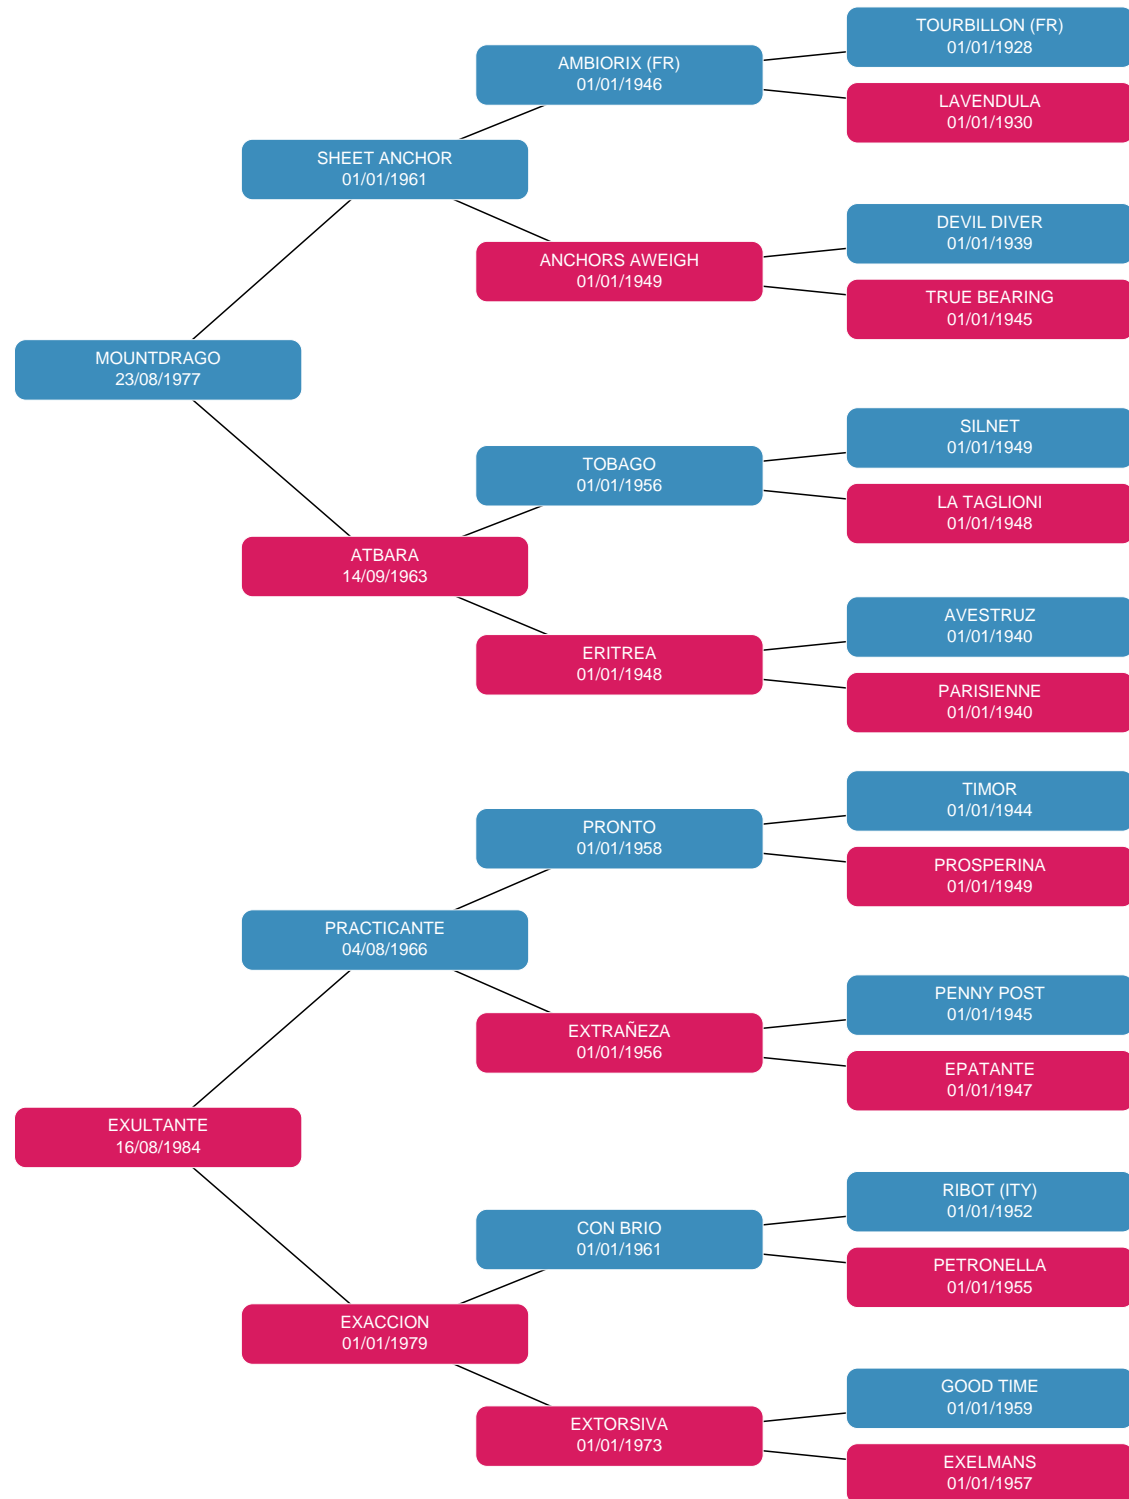 TOURBILLON (FR)
01/01/1928
AMBIORIX (FR)
01/01/1946
LAVENDULA
01/01/1930
SHEET ANCHOR
01/01/1961
DEVIL DIVER
01/01/1939
ANCHORS AWEIGH
01/01/1949
TRUE BEARING
01/01/1945
MOUNTDRAGO
23/08/1977
SILNET
01/01/1949
TOBAGO
01/01/1956
LA TAGLIONI
01/01/1948
ATBARA
14/09/1963
AVESTRUZ
01/01/1940
ERITREA
01/01/1948
PARISIENNE
01/01/1940
TIMOR
01/01/1944
PRONTO
01/01/1958
PROSPERINA
01/01/1949
PRACTICANTE
04/08/1966
PENNY POST
01/01/1945
EXTRAÑEZA
01/01/1956
EPATANTE
01/01/1947
EXULTANTE
16/08/1984
RIBOT (ITY)
01/01/1952
CON BRIO
01/01/1961
PETRONELLA
01/01/1955
EXACCION
01/01/1979
GOOD TIME
01/01/1959
EXTORSIVA
01/01/1973
EXELMANS
01/01/1957